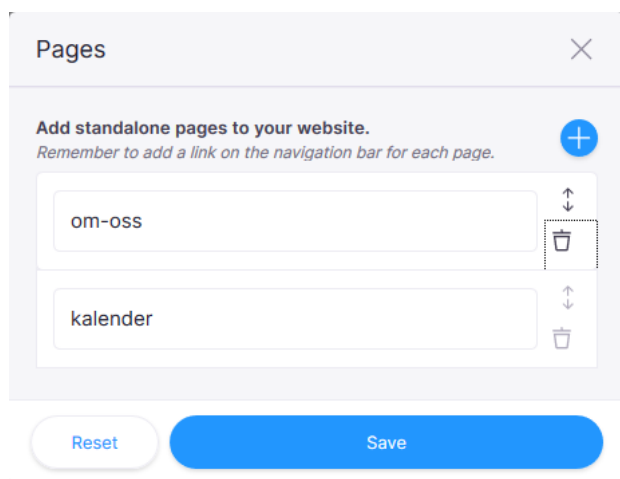 Pages
Add standalone pages to your website.
Remember to add a link on the navigation bar for each page.
om-oss
kalender
Reset
Save